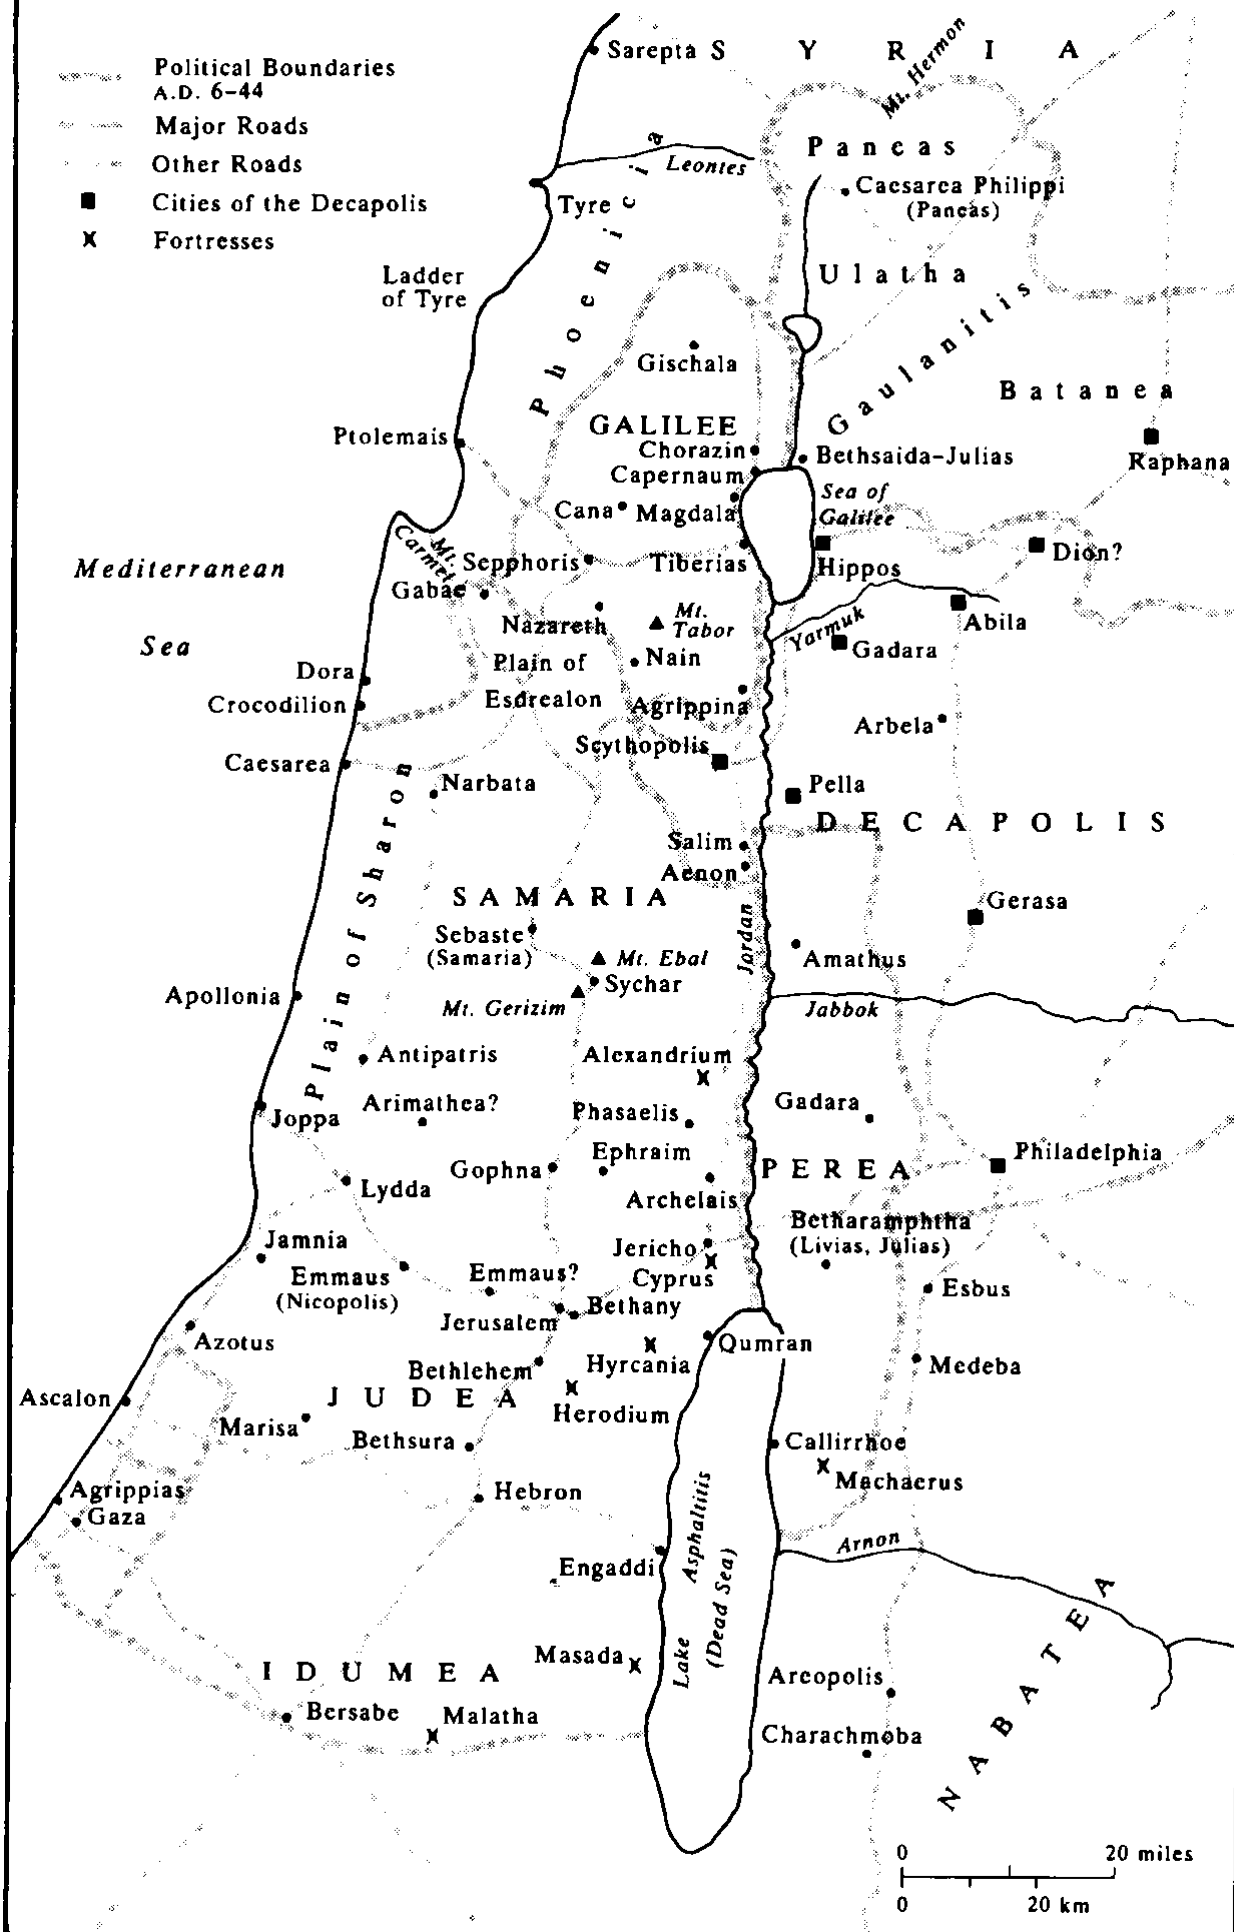 Political Boundaries
A.D. 6-44
Major Roads
Other Roads
Cities of the Decapolis
Fortresses
Sarepta
SYRIA
Mt. Hermon
Paneas
Leontes
Caesarea Philippi
(Paneas)
Tyre
Phoenicia
Ladder
of Tyre
Ulatha
Gischala
Gaulanitis
Batanea
GALILEE
Ptolemais
Chorazin
Bethsaida-Julias
Raphana
Capernaum
Sea of
Galilee
Cana
Magdala
Mt.
Carmel
Mediterranean
Sea
Sepphoris
Tiberias
Hippos
Dion?
Gabae
Nazareth
Mt.
Tabor
Yarmuk
Abila
Gadara
Plain of
Esdrealon
Nain
Dora
Crocodilion
Agrippina
Arbela
Scythopolis
Caesarea
Narbata
Pella
DECAPOLIS
Plain of Sharon
Salim
Aenon
SAMARIA
Gerasa
Sebaste
(Samaria)
Jordan
Mt. Ebal
Amathus
Sychar
Apollonia
Mt. Gerizim
Jabbok
Antipatris
Alexandrium
Joppa
Arimathea?
Phasaelis
Gadara
Ephraim
Gophna
PEREA
Philadelphia
Lydda
Archelais
Betharamphtha
(Livias, Julias)
Jamnia
Jericho
Emmaus
(Nicopolis)
Emmaus?
Cyprus
Esbus
Bethany
Jerusalem
Azotus
Qumran
Hyrcania
Bethlehem
Medeba
Ascalon
JUDEA
Herodium
Marisa
Bethsura
Callirrhoe
Machaerus
Agrippias
Gaza
Hebron
Lake Asphaltitis
(Dead Sea)
Arnon
Engaddi
NABATEA
Masada
IDUMEA
Areopolis
Bersabe
Malatha
Charachmoba
0 20 miles
0 20 km